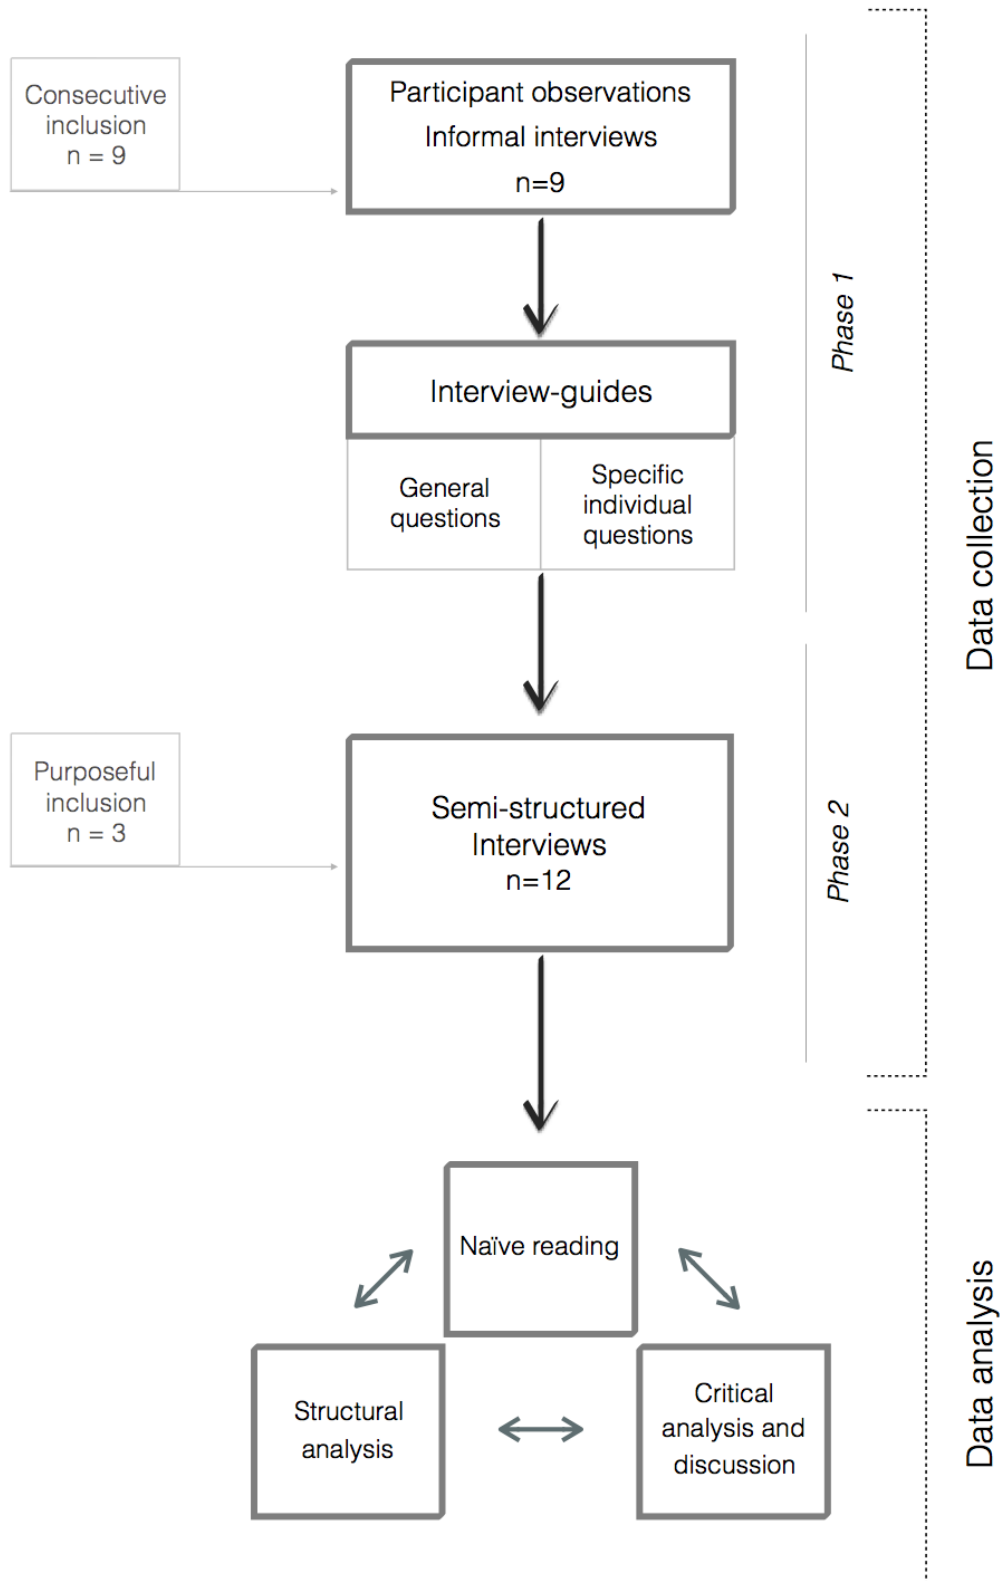 Consecutive
inclusion
n = 9
Participant observations
Informal interviews
n=9
Phase 1
Interview-guides
General
questions
Specific
individual
questions
Data collection
Purposeful
inclusion
n = 3
Semi-structured
Interviews
n=12
Phase 2
Naïve reading
Structural
analysis
Critical
analysis and
discussion
Data analysis